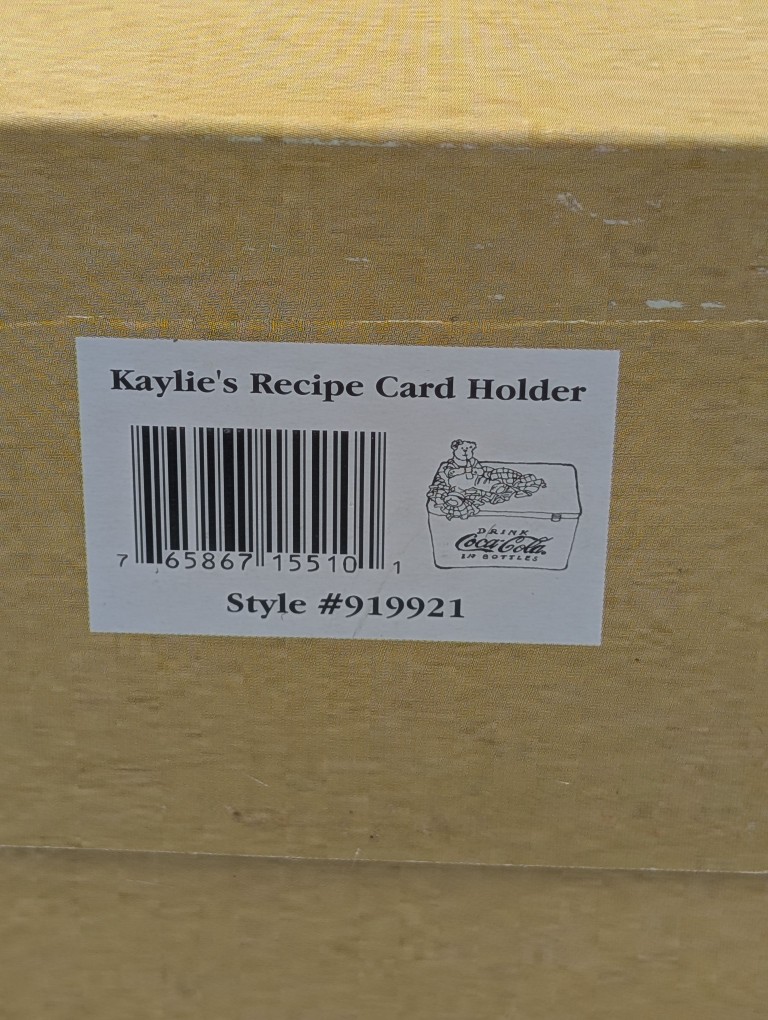 Kaylie's Recipe Card Holder
7 65867 15510 1
DRINK
Coca-Cola
IN BOTTLES
Style #919921